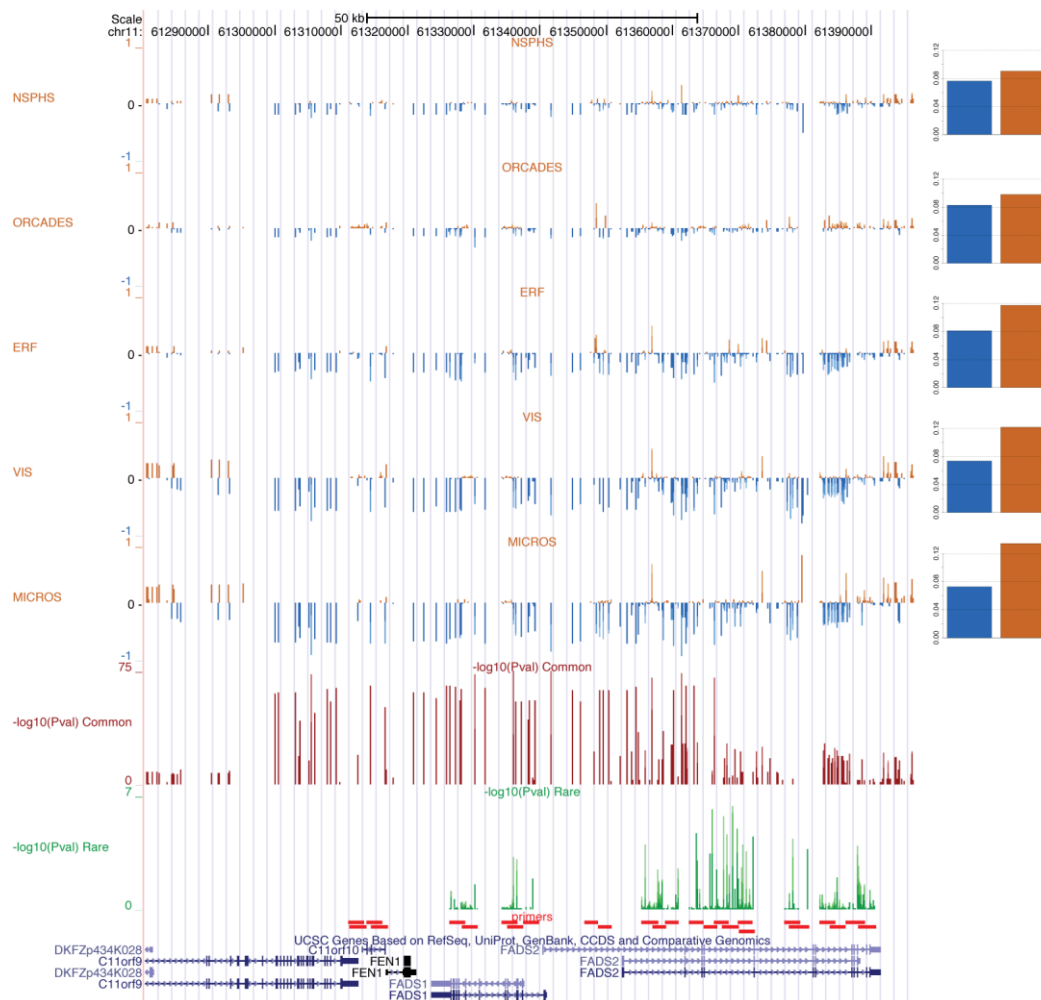 Scale 50 kb
chr11: 61290000 61300000 61310000 61320000 61330000 61340000 61350000 61360000 61370000 61380000 61390000
1 NSPHS
NSPHS
0
-1
1 ORCADES
ORCADES
0
-1
1 ERF
ERF
0
-1
1 VIS
VIS
0
-1
1 MICROS
MICROS
0
-1
75 -log10(Pval) Common
-log10(Pval) Common
0
7 -log10(Pval) Rare
-log10(Pval) Rare
0
primers
UCSC Genes Based on RefSeq, UniProt, GenBank, CCDS and Comparative Genomics
DKFZp434K028 C11orf10 FADS2
C11orf9 FEN1 FADS2
DKFZp434K028 FEN1 FADS2
C11orf9 FADS1
FADS1
0.00 0.04 0.08 0.12
0.00 0.04 0.08 0.12
0.00 0.04 0.08 0.12
0.00 0.04 0.08 0.12
0.00 0.04 0.08 0.12